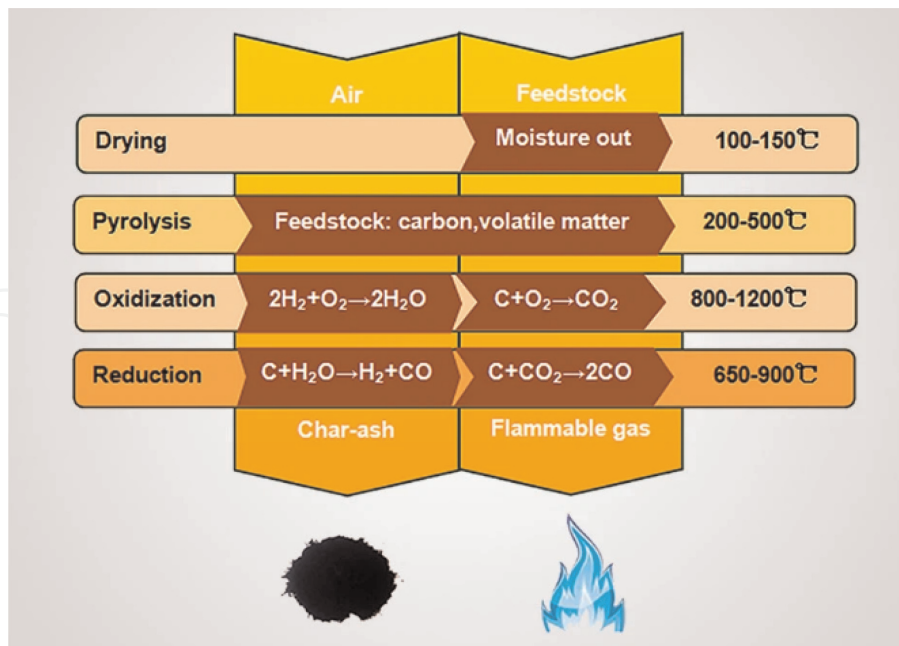 Air Feedstock
Drying Moisture out 100-150℃
Pyrolysis Feedstock: carbon,volatile matter 200-500℃
Oxidization 2H₂+O₂→2H₂O C+O₂→CO₂ 800-1200℃
Reduction C+H₂O→H₂+CO C+CO₂→2CO 650-900℃
Char-ash Flammable gas